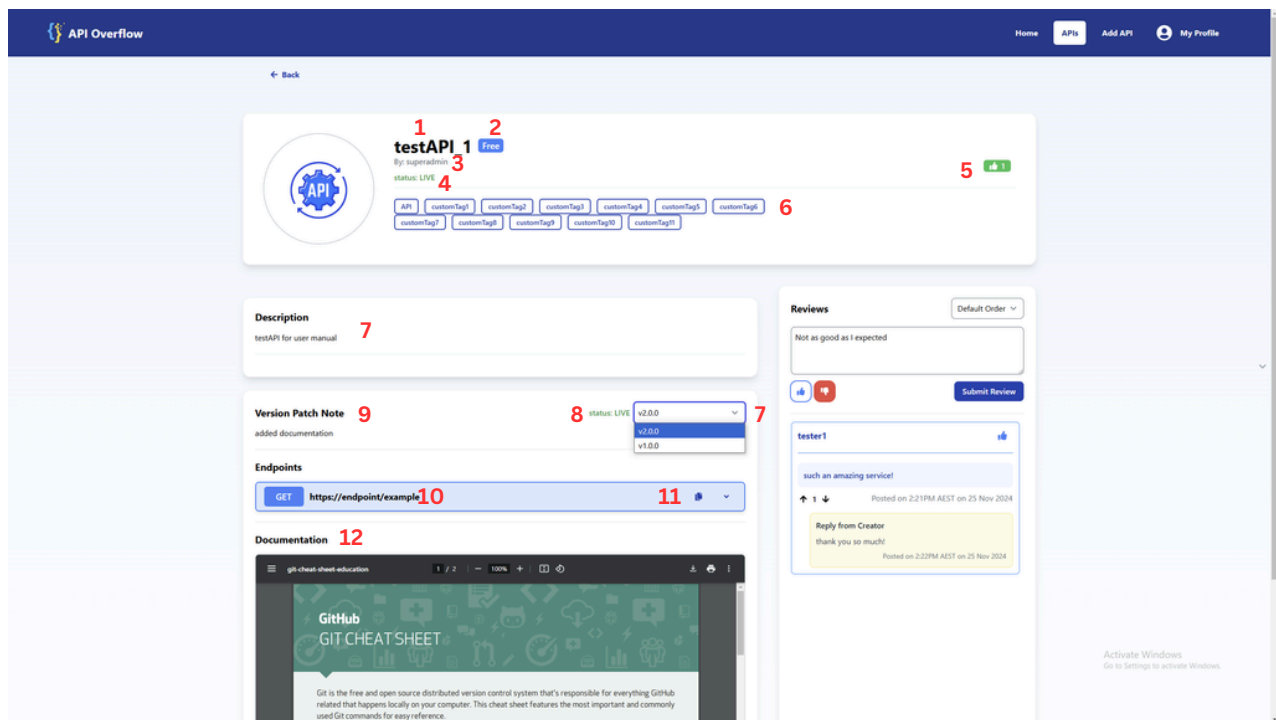 API Overflow
Home APIs Add API My Profile
Back
1 2
testAPI_1 Free
By: superadmin 3
status: LIVE 4
5 1
API
API customTag1 customTag2 customTag3 customTag4 customTag5 customTag6 6
customTag7 customTag8 customTag9 customTag10 customTag11
Description
testAPI for user manual 7
Version Patch Note 9 8 status: LIVE v2.0.0 7
added documentation
v2.0.0
v1.0.0
Endpoints
GET https://endpoint/example 10 11
Documentation 12
git-cheat-sheet-education 1 / 2 100%
GitHub
GIT CHEAT SHEET
Git is the free and open source distributed version control system that's responsible for everything GitHub
related that happens locally on your computer. This cheat sheet features the most important and commonly
used Git commands for easy reference.
Reviews Default Order
Not as good as I expected
Submit Review
tester1
such an amazing service!
1 Posted on 2:21PM AEST on 25 Nov 2024
Reply from Creator
thank you so much!
Posted on 2:22PM AEST on 25 Nov 2024
Activate Windows
Go to Settings to activate Windows.